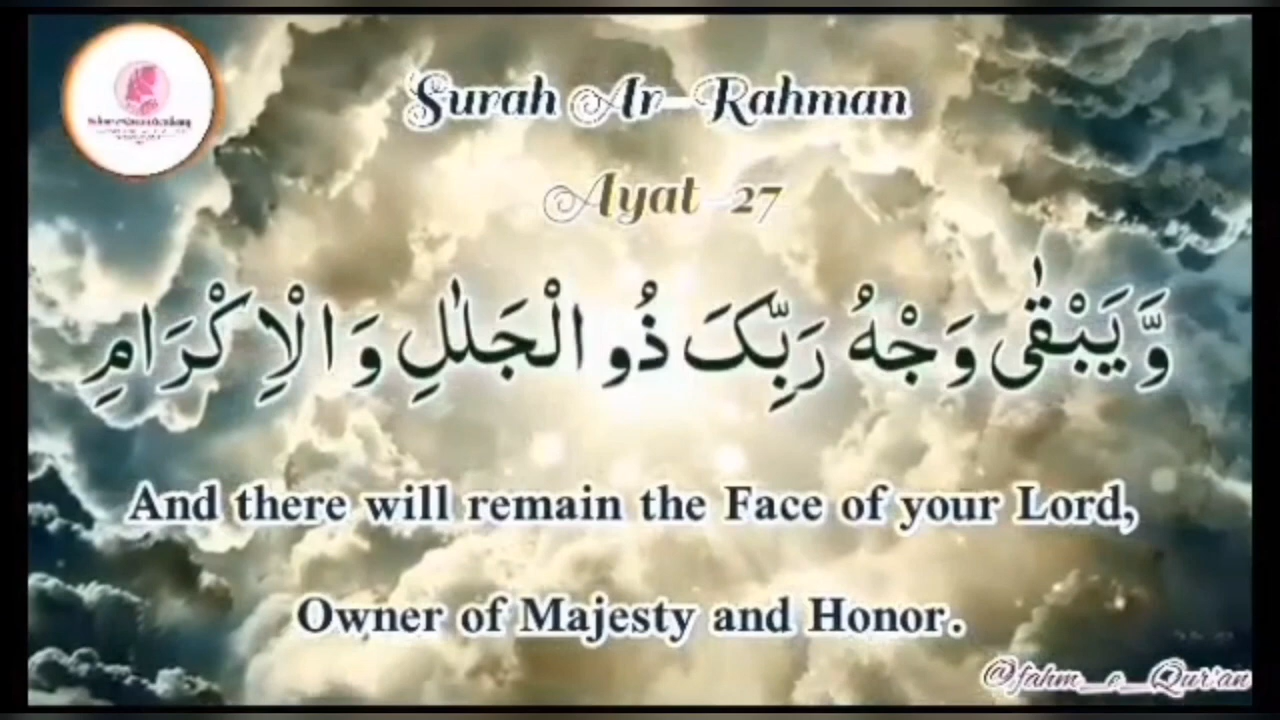 Surah Ar-Rahman
Ayat-27
وَّ يَبْقٰى وَجْهُ رَبِّكَ ذُو الْجَلٰلِ وَ الْاِكْرَامِ
And there will remain the Face of your Lord,
Owner of Majesty and Honor.
@fahm_e_Qur'an